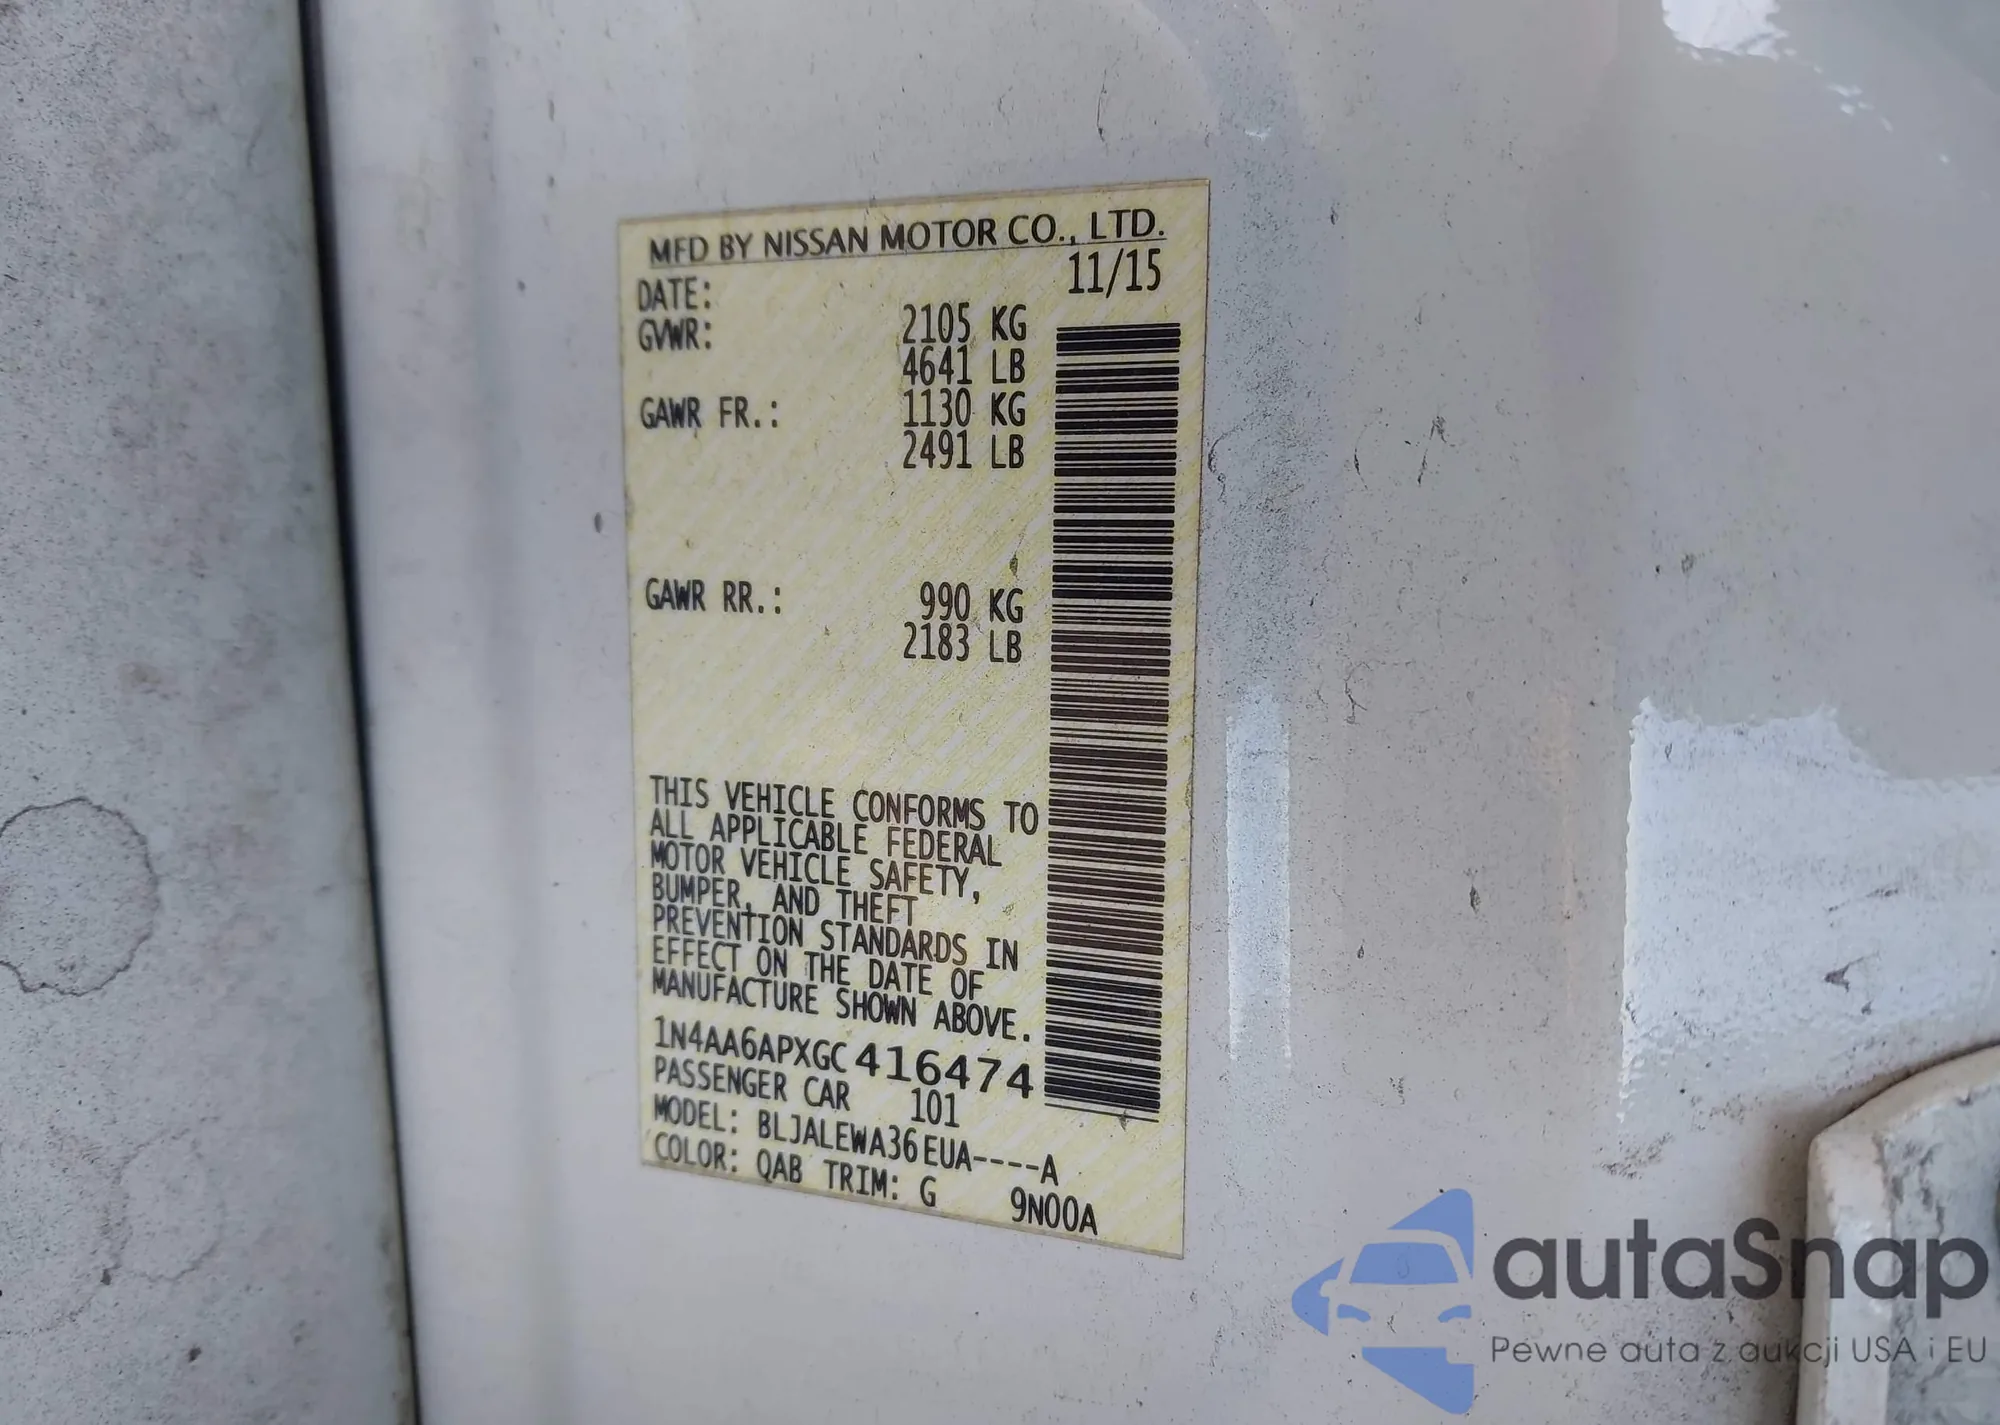 MFD BY NISSAN MOTOR CO., LTD.
DATE: 11/15
GVWR: 2105 KG
4641 LB
GAWR FR.: 1130 KG
2491 LB
GAWR RR.: 990 KG
2183 LB
THIS VEHICLE CONFORMS TO
ALL APPLICABLE FEDERAL
MOTOR VEHICLE SAFETY,
BUMPER, AND THEFT
PREVENTION STANDARDS IN
EFFECT ON THE DATE OF
MANUFACTURE SHOWN ABOVE.
1N4AA6APXGC416474
PASSENGER CAR 101
MODEL: BLJALEWA36EUA----A
COLOR: QAB TRIM: G 9N00A
autaSnap
Pewne auta z aukcji USA i EU